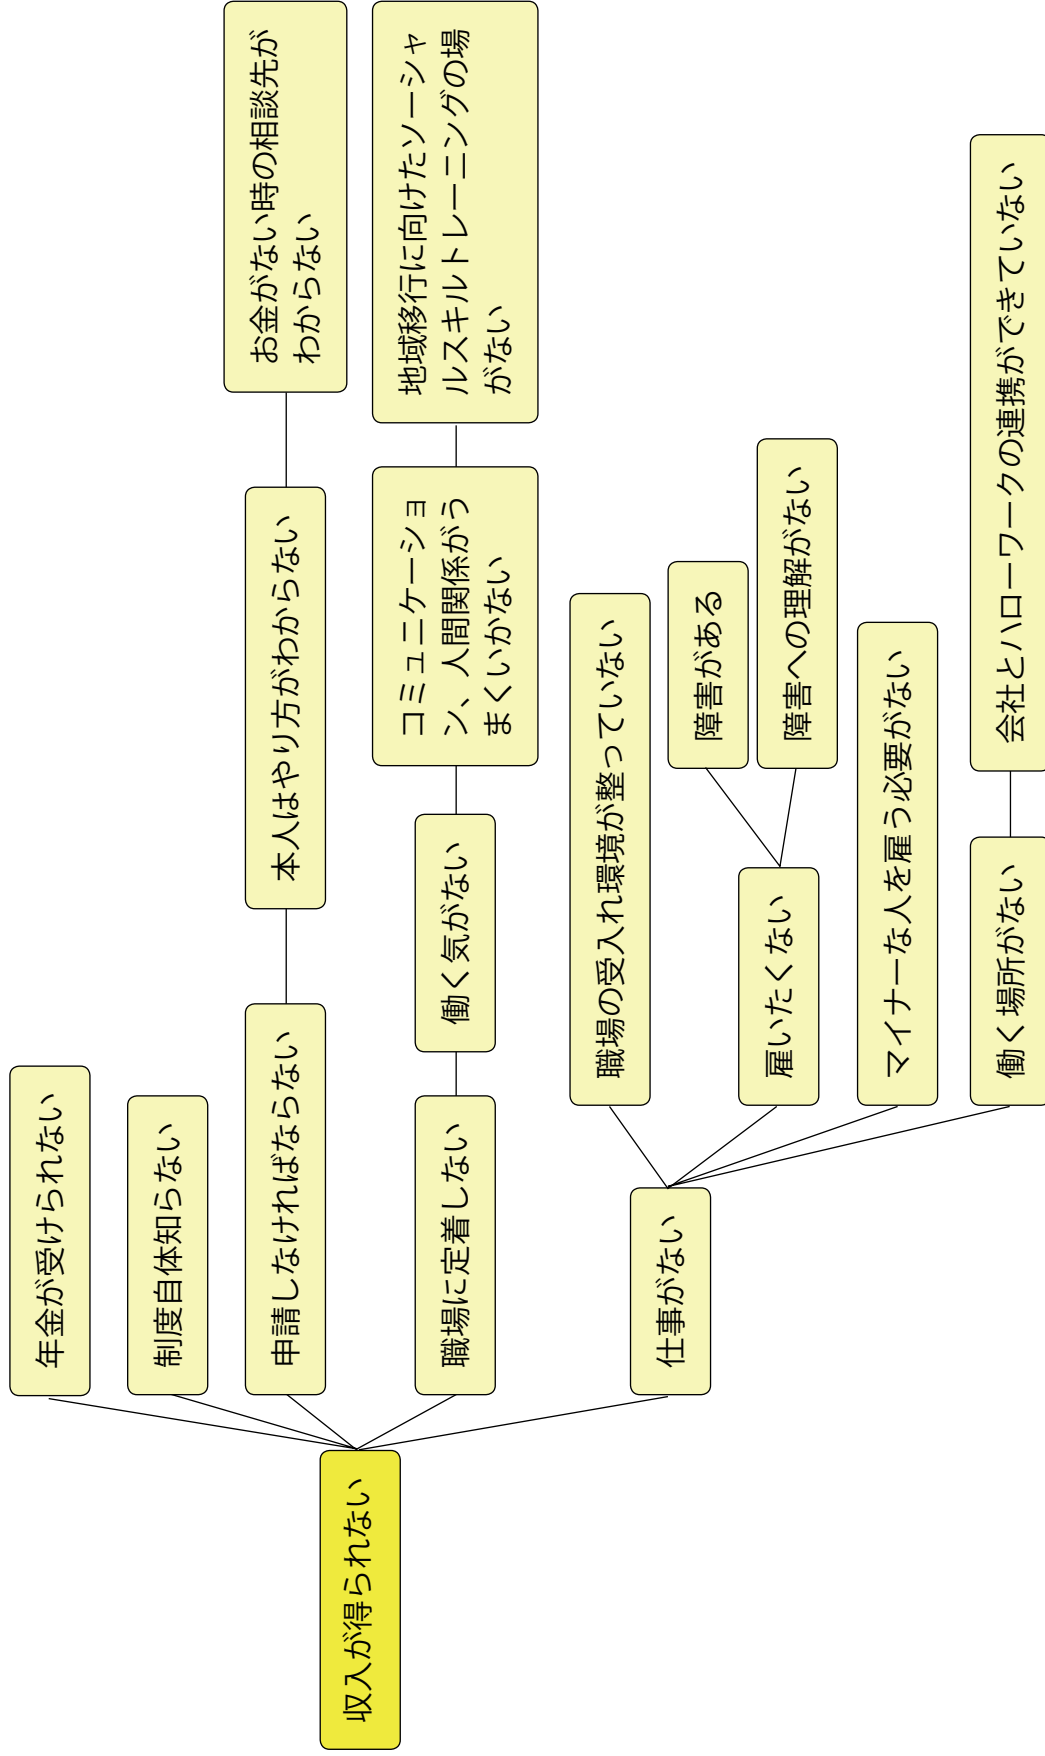 収入が得られない
年金が受けられない
制度自体知らない
申請しなければならない
本人はやり方がわからない
お金がない時の相談先が
わからない
職場に定着しない
働く気がない
コミュニケーショ
ン、人間関係がう
まくいかない
地域移行に向けたソーシャ
ルスキルトレーニングの場
がない
仕事がない
職場の受入れ環境が整っていない
雇いたくない
障害がある
障害への理解がない
マイナーな人を雇う必要がない
働く場所がない
会社とハローワークの連携ができていない